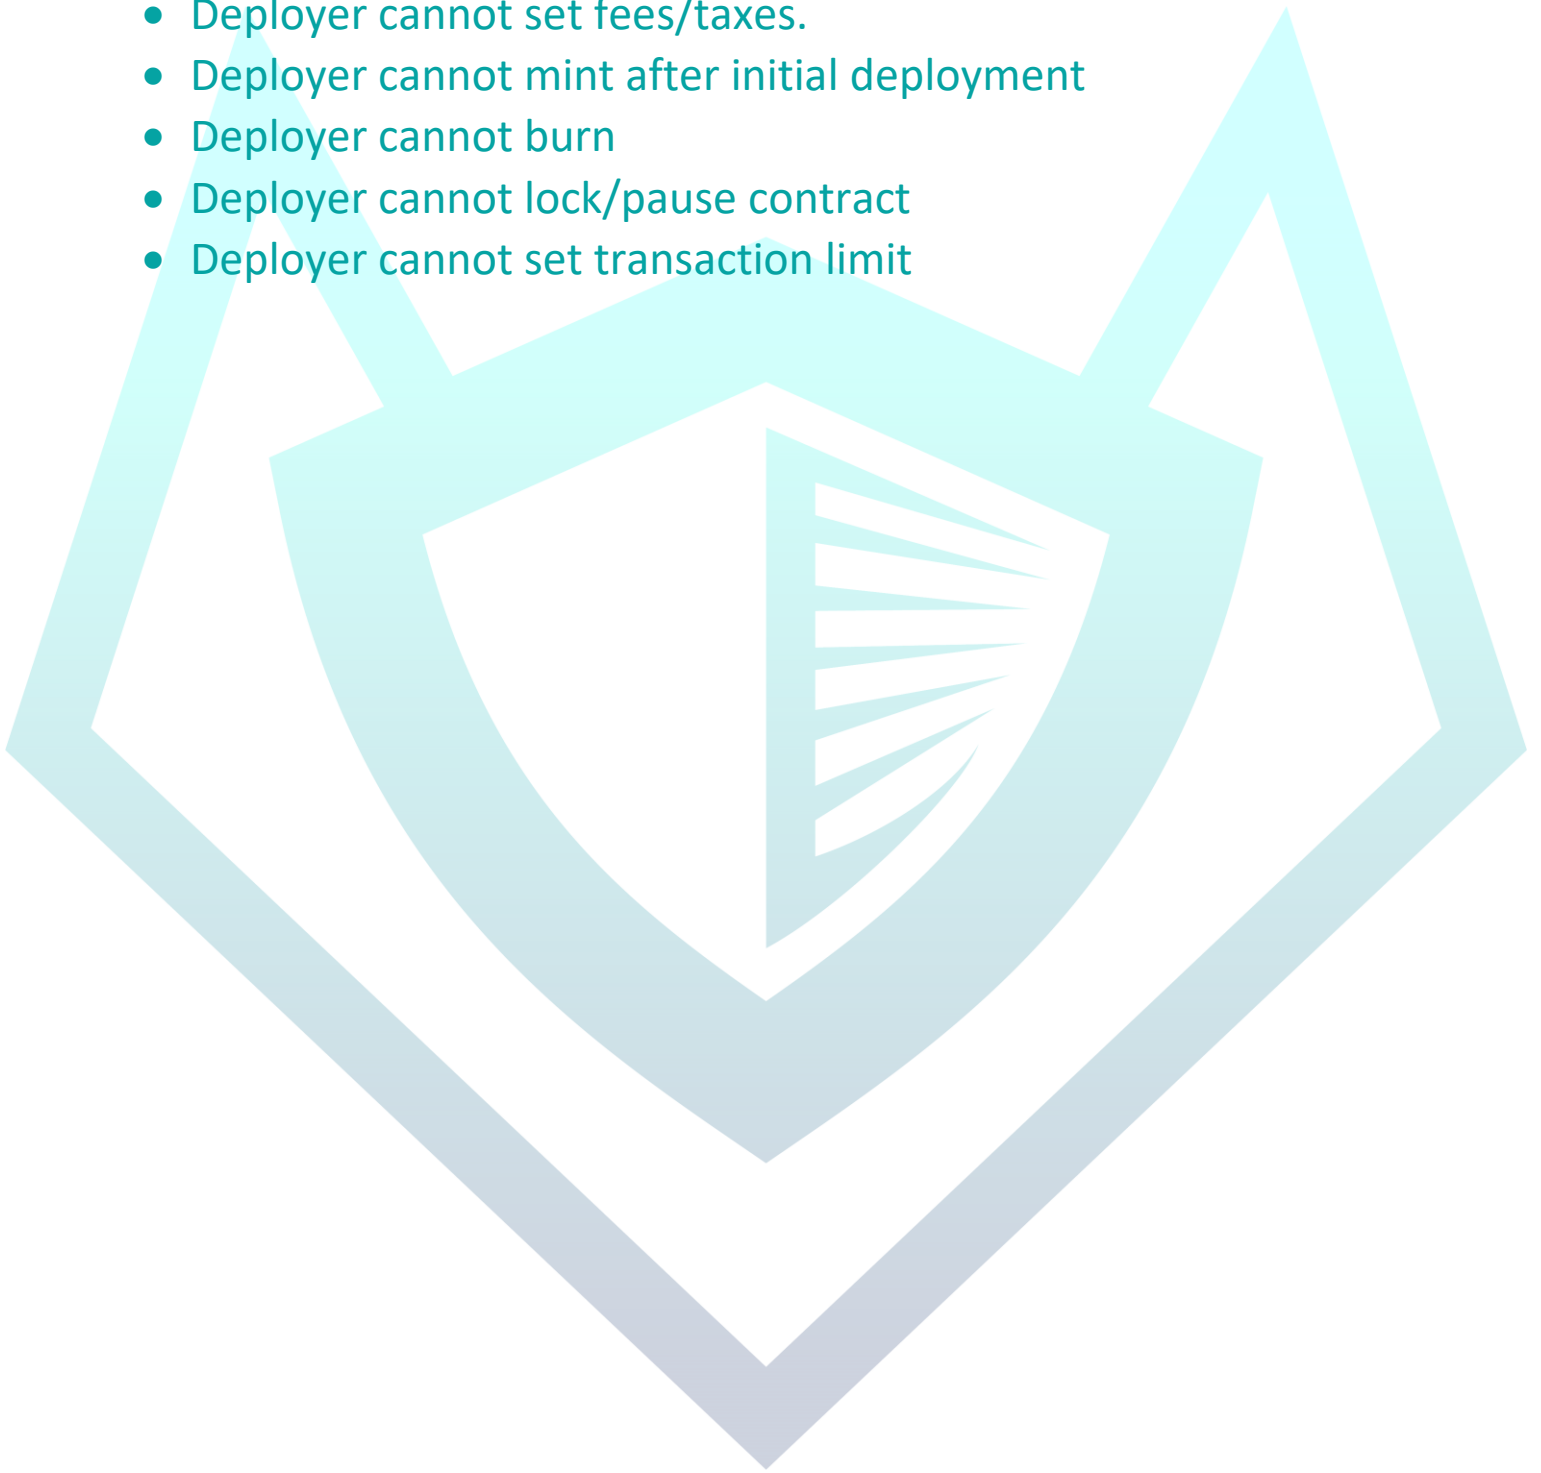 • Deployer cannot set fees/taxes.
• Deployer cannot mint after initial deployment
• Deployer cannot burn
• Deployer cannot lock/pause contract
• Deployer cannot set transaction limit